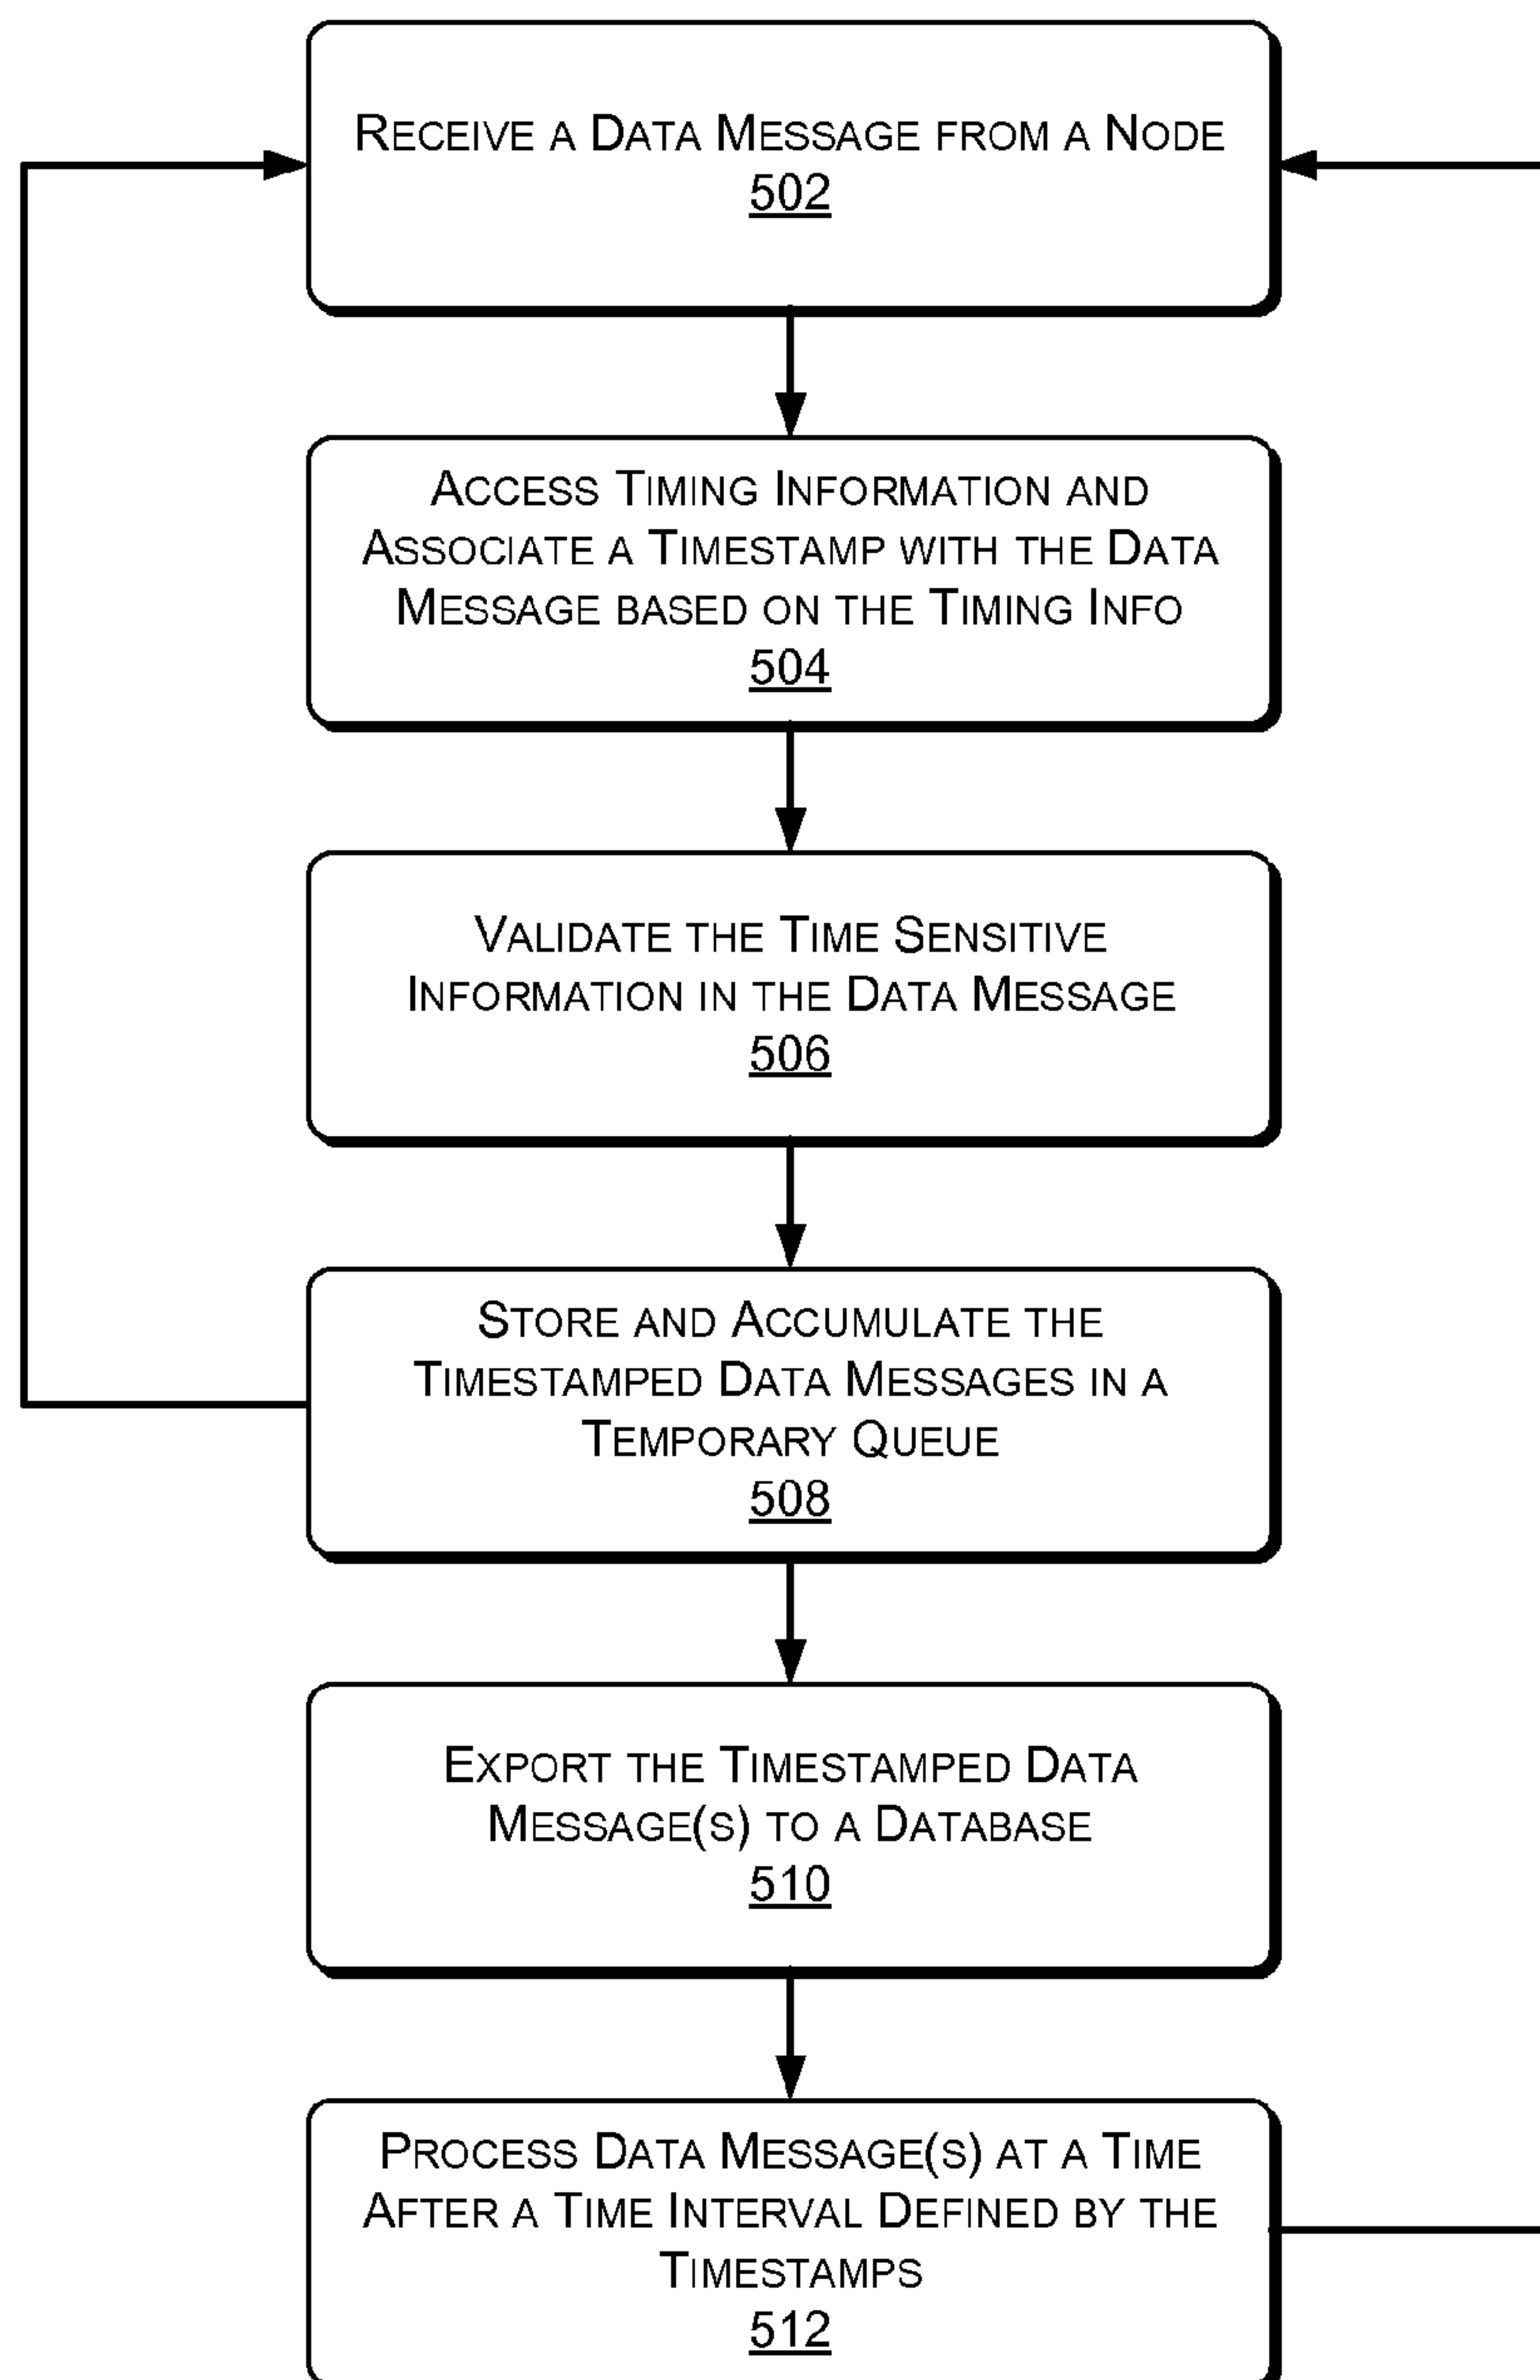 RECEIVE A DATA MESSAGE FROM A NODE
502
ACCESS TIMING INFORMATION AND
ASSOCIATE A TIMESTAMP WITH THE DATA
MESSAGE BASED ON THE TIMING INFO
504
VALIDATE THE TIME SENSITIVE
INFORMATION IN THE DATA MESSAGE
506
STORE AND ACCUMULATE THE
TIMESTAMPED DATA MESSAGES IN A
TEMPORARY QUEUE
508
EXPORT THE TIMESTAMPED DATA
MESSAGE(S) TO A DATABASE
510
PROCESS DATA MESSAGE(S) AT A TIME
AFTER A TIME INTERVAL DEFINED BY THE
TIMESTAMPS
512